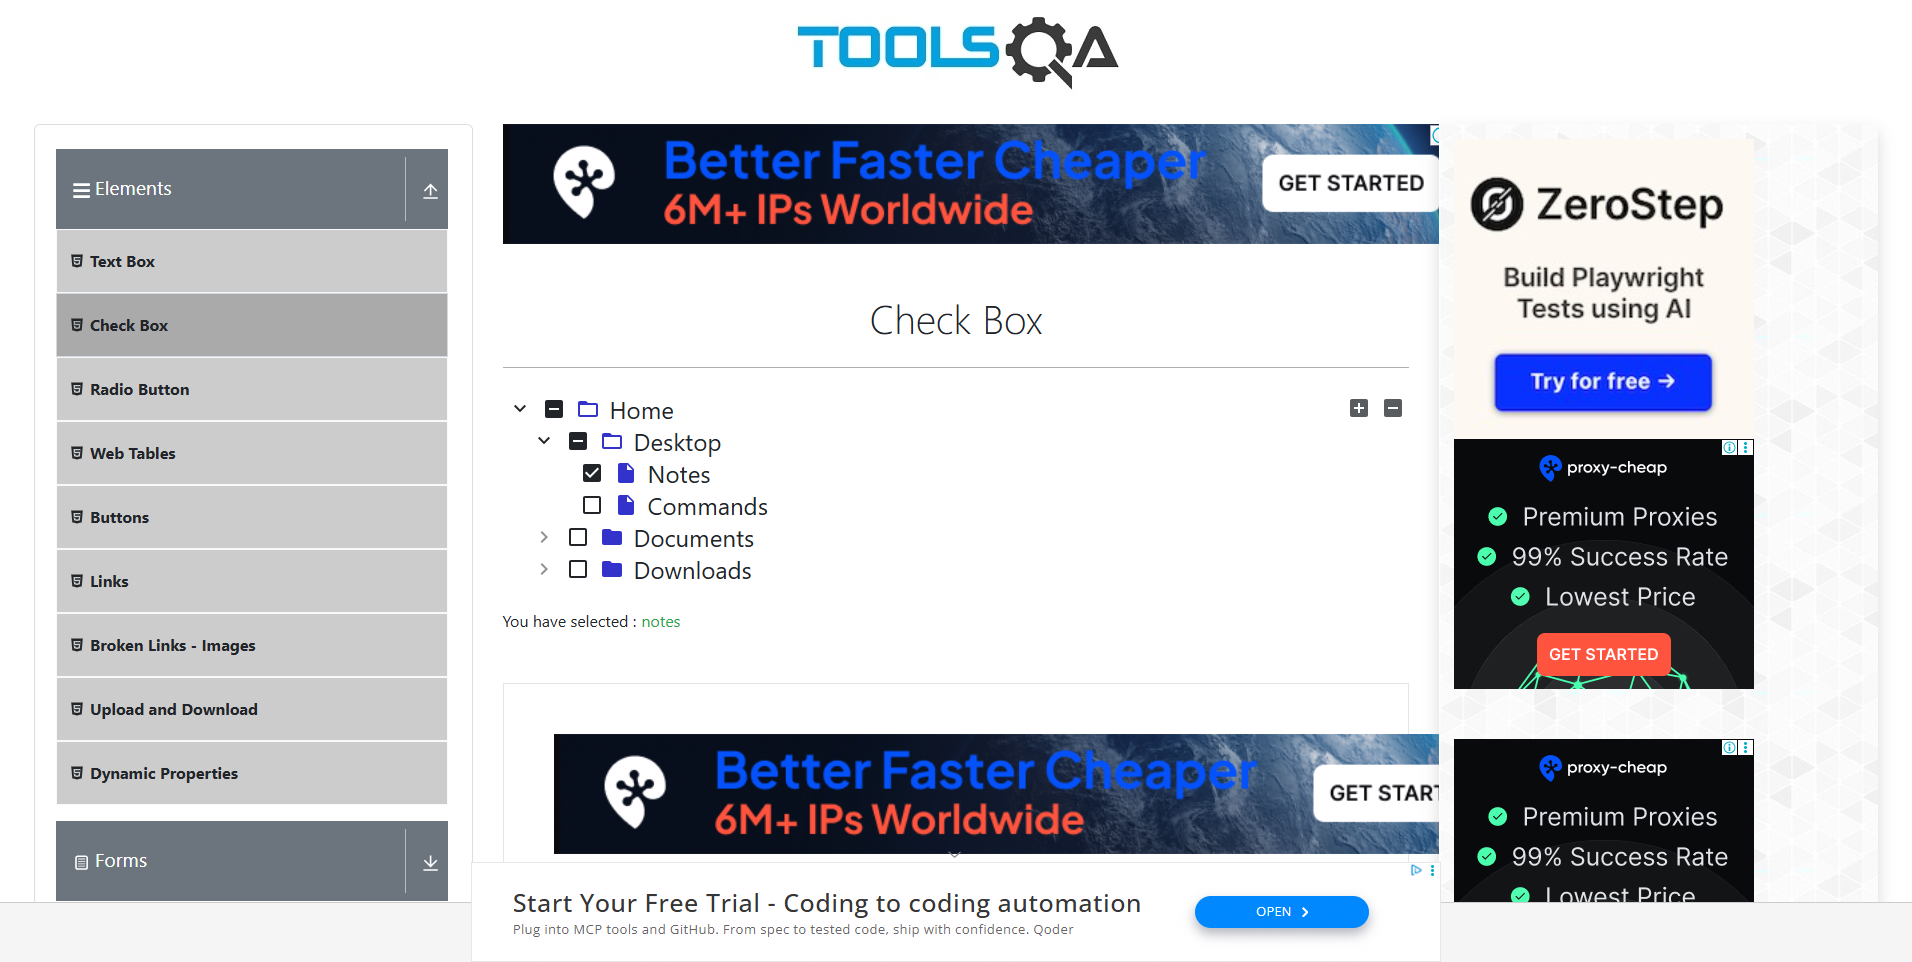 TOOLSQA
Elements
Text Box
Check Box
Radio Button
Web Tables
Buttons
Links
Broken Links - Images
Upload and Download
Dynamic Properties
Forms
Better Faster Cheaper
6M+ IPs Worldwide
GET STARTED
Check Box
Home
Desktop
Notes
Commands
Documents
Downloads
You have selected : notes
Better Faster Cheaper
6M+ IPs Worldwide
GET START
Start Your Free Trial - Coding to coding automation
Plug into MCP tools and GitHub. From spec to tested code, ship with confidence. Qoder
OPEN
ZeroStep
Build Playwright
Tests using AI
Try for free →
proxy-cheap
Premium Proxies
99% Success Rate
Lowest Price
GET STARTED
proxy-cheap
Premium Proxies
99% Success Rate
Lowest Price